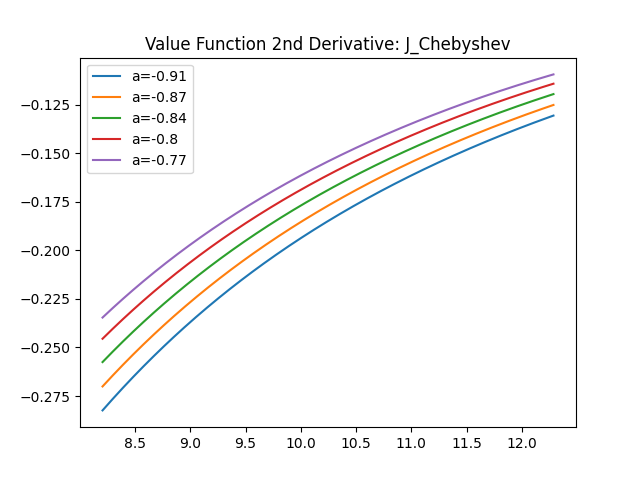 Value Function 2nd Derivative: J_Chebyshev
a=-0.91
a=-0.87
a=-0.84
a=-0.8
a=-0.77
−0.125
−0.150
−0.175
−0.200
−0.225
−0.250
−0.275
8.5 9.0 9.5 10.0 10.5 11.0 11.5 12.0